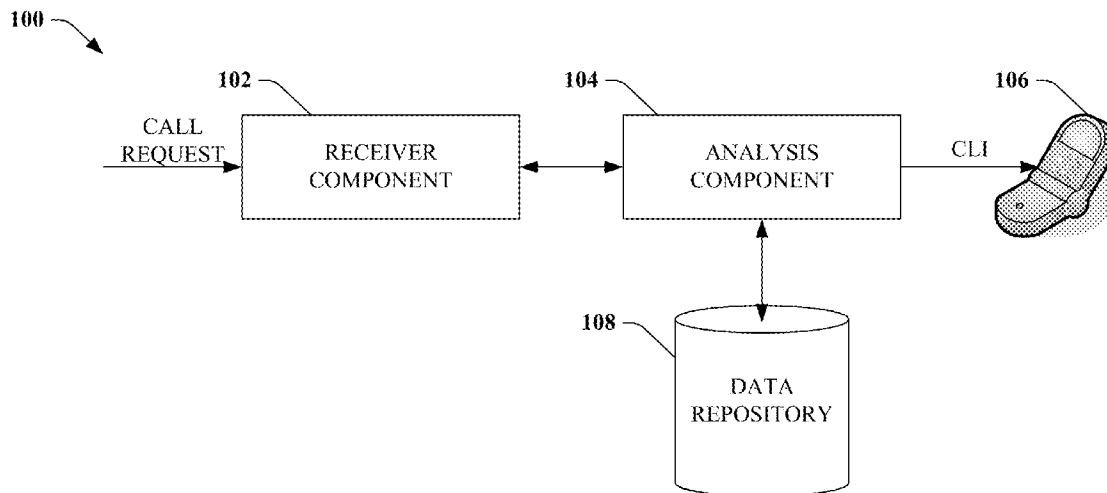 100
102
104
106
CALL
REQUEST
RECEIVER
COMPONENT
ANALYSIS
COMPONENT
CLI
108
DATA
REPOSITORY